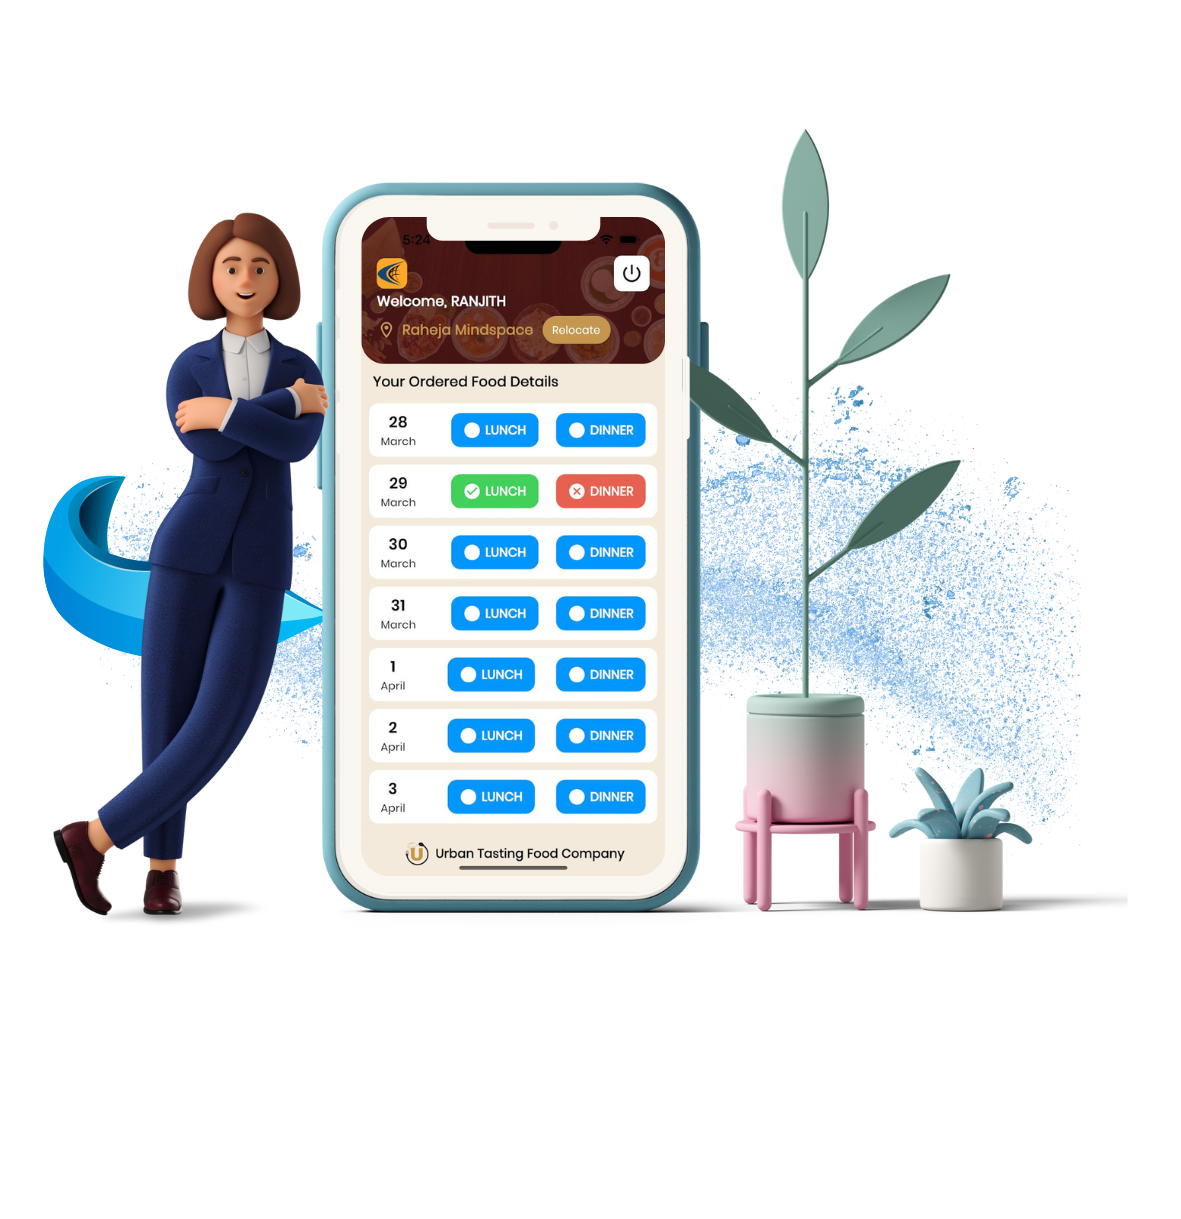 5:24
Welcome, RANJITH
Raheja Mindspace Relocate
Your Ordered Food Details
28 LUNCH DINNER
March
29 LUNCH DINNER
March
30 LUNCH DINNER
March
31 LUNCH DINNER
March
1 LUNCH DINNER
April
2 LUNCH DINNER
April
3 LUNCH DINNER
April
U Urban Tasting Food Company